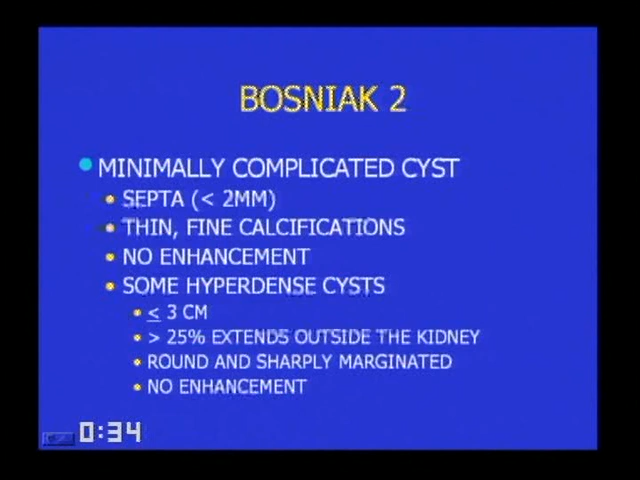 BOSNIAK 2
MINIMALLY COMPLICATED CYST
SEPTA (< 2MM)
THIN, FINE CALCIFICATIONS
NO ENHANCEMENT
SOME HYPERDENSE CYSTS
≤ 3 CM
> 25% EXTENDS OUTSIDE THE KIDNEY
ROUND AND SHARPLY MARGINATED
NO ENHANCEMENT
0:34